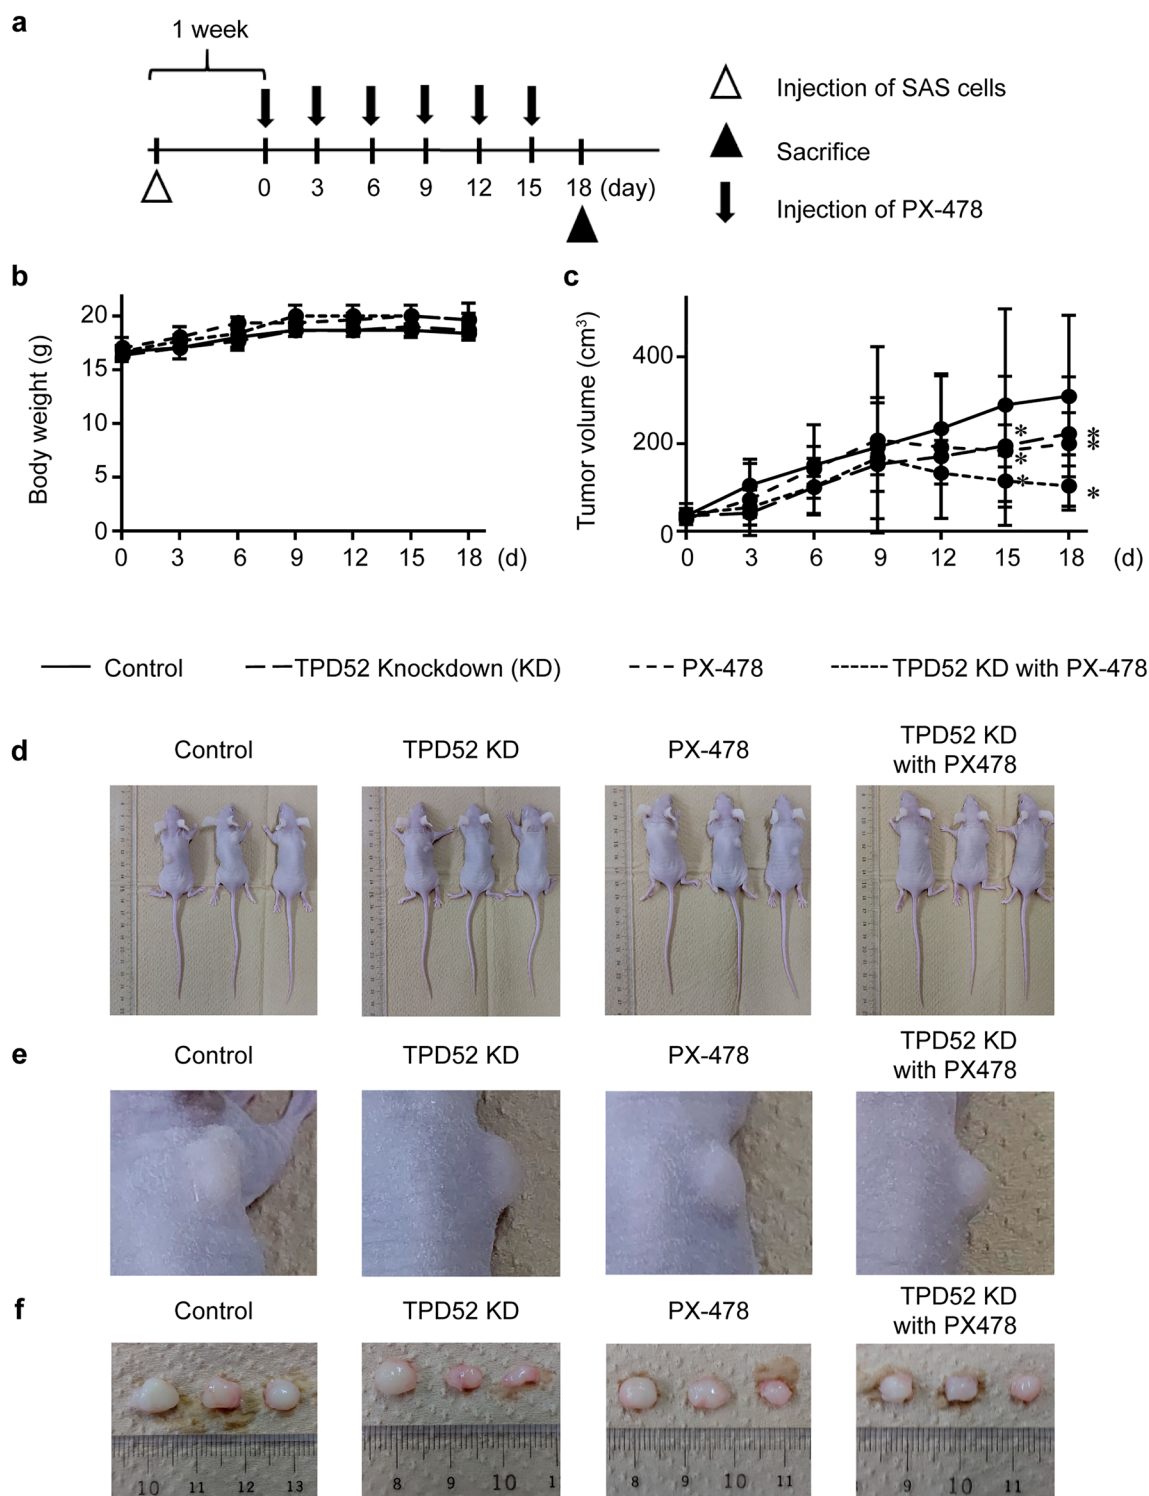 a
1 week
0 3 6 9 12 15 18 (day)
Injection of SAS cells
Sacrifice
Injection of PX-478
b
Body weight (g)
20
15
10
5
0
0 3 6 9 12 15 18 (d)
c
Tumor volume (cm³)
400
200
0
* * *
* * *
0 3 6 9 12 15 18 (d)
Control
TPD52 Knockdown (KD)
PX-478
TPD52 KD with PX-478
d
Control
TPD52 KD
PX-478
TPD52 KD
with PX478
e
Control
TPD52 KD
PX-478
TPD52 KD
with PX478
f
Control
TPD52 KD
PX-478
TPD52 KD
with PX478
10 11 12 13
8 9 10 1
8 9 10 11
9 10 11